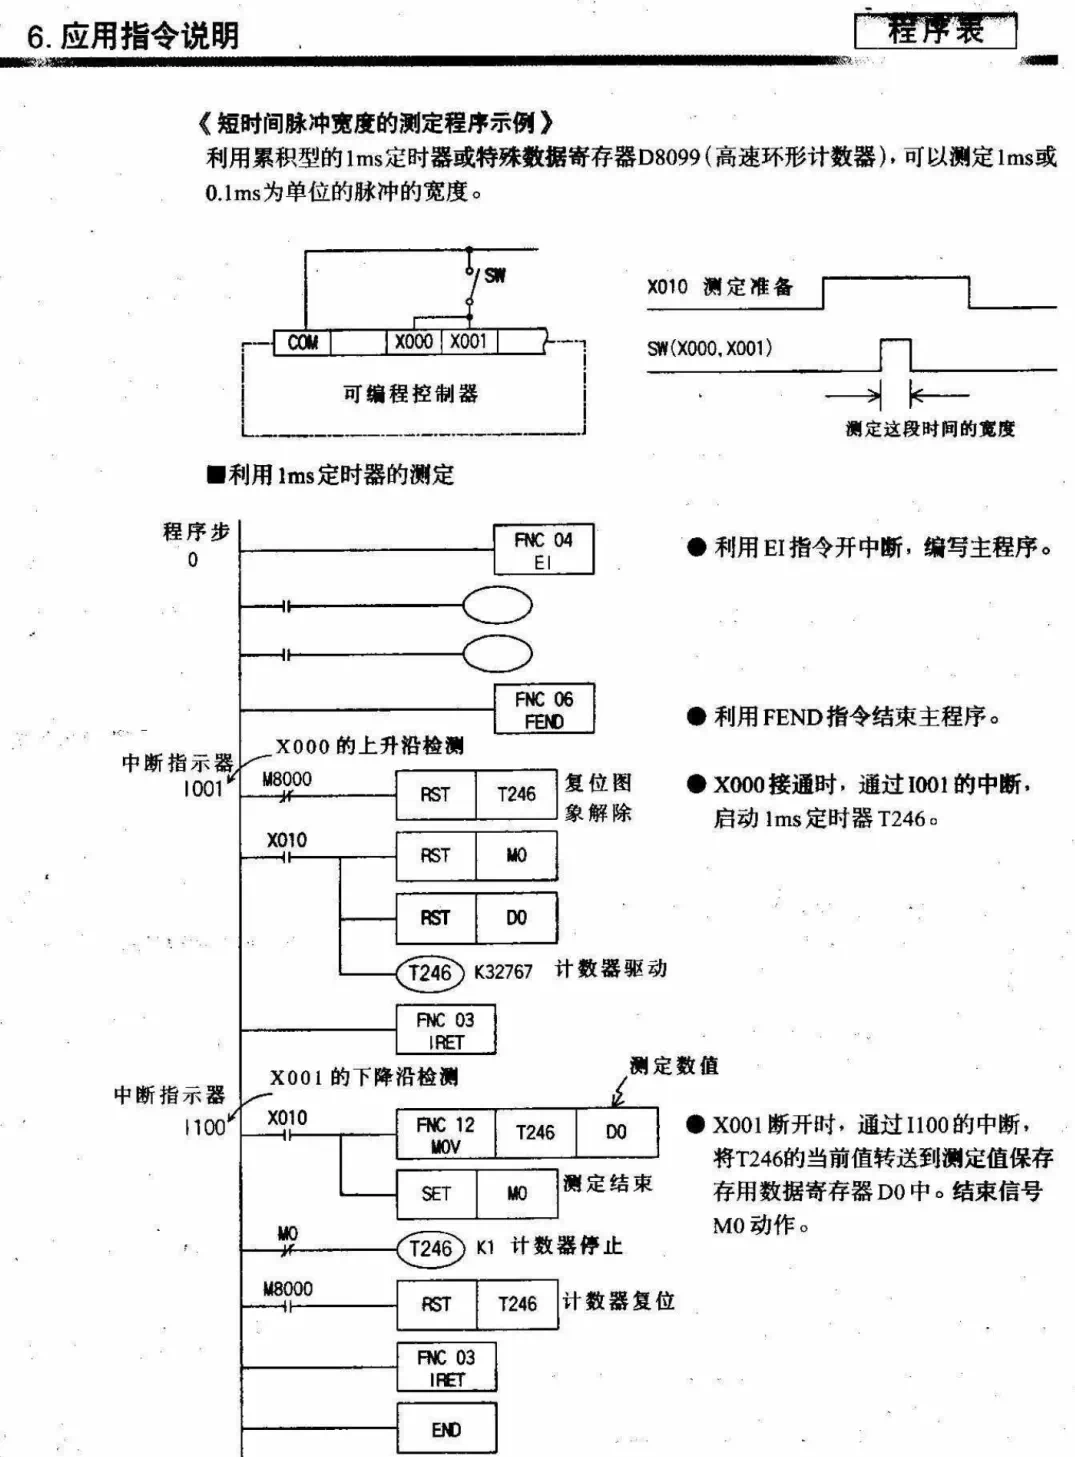 6. 应用指令说明
程序表
《短时间脉冲宽度的测定程序示例》
利用累积型的1ms定时器或特殊数据寄存器D8099(高速环形计数器),可以测定1ms或
0.1ms为单位的脉冲的宽度。
SW
COM X000 X001
可编程控制器
X010 测定准备
SW(X000,X001)
测定这段时间的宽度
■利用1ms定时器的测定
程序步
0
FNC 04
EI
● 利用EI指令开中断,编写主程序。
FNC 06
FEND
● 利用FEND指令结束主程序。
中断指示器
I001
X000的上升沿检测
M8000
RST T246
复位图
象解除
● X000接通时,通过I001的中断,
启动1ms定时器T246。
X010
RST M0
RST D0
T246 K32767 计数器驱动
FNC 03
IRET
中断指示器
I100
X001的下降沿检测
测定数值
X010
FNC 12
MOV
T246 D0
SET M0 测定结束
● X001断开时,通过I100的中断,
将T246的当前值转送到测定值保存
存用数据寄存器D0中。结束信号
M0动作。
M0
T246 K1 计数器停止
M8000
RST T246 计数器复位
FNC 03
IRET
END